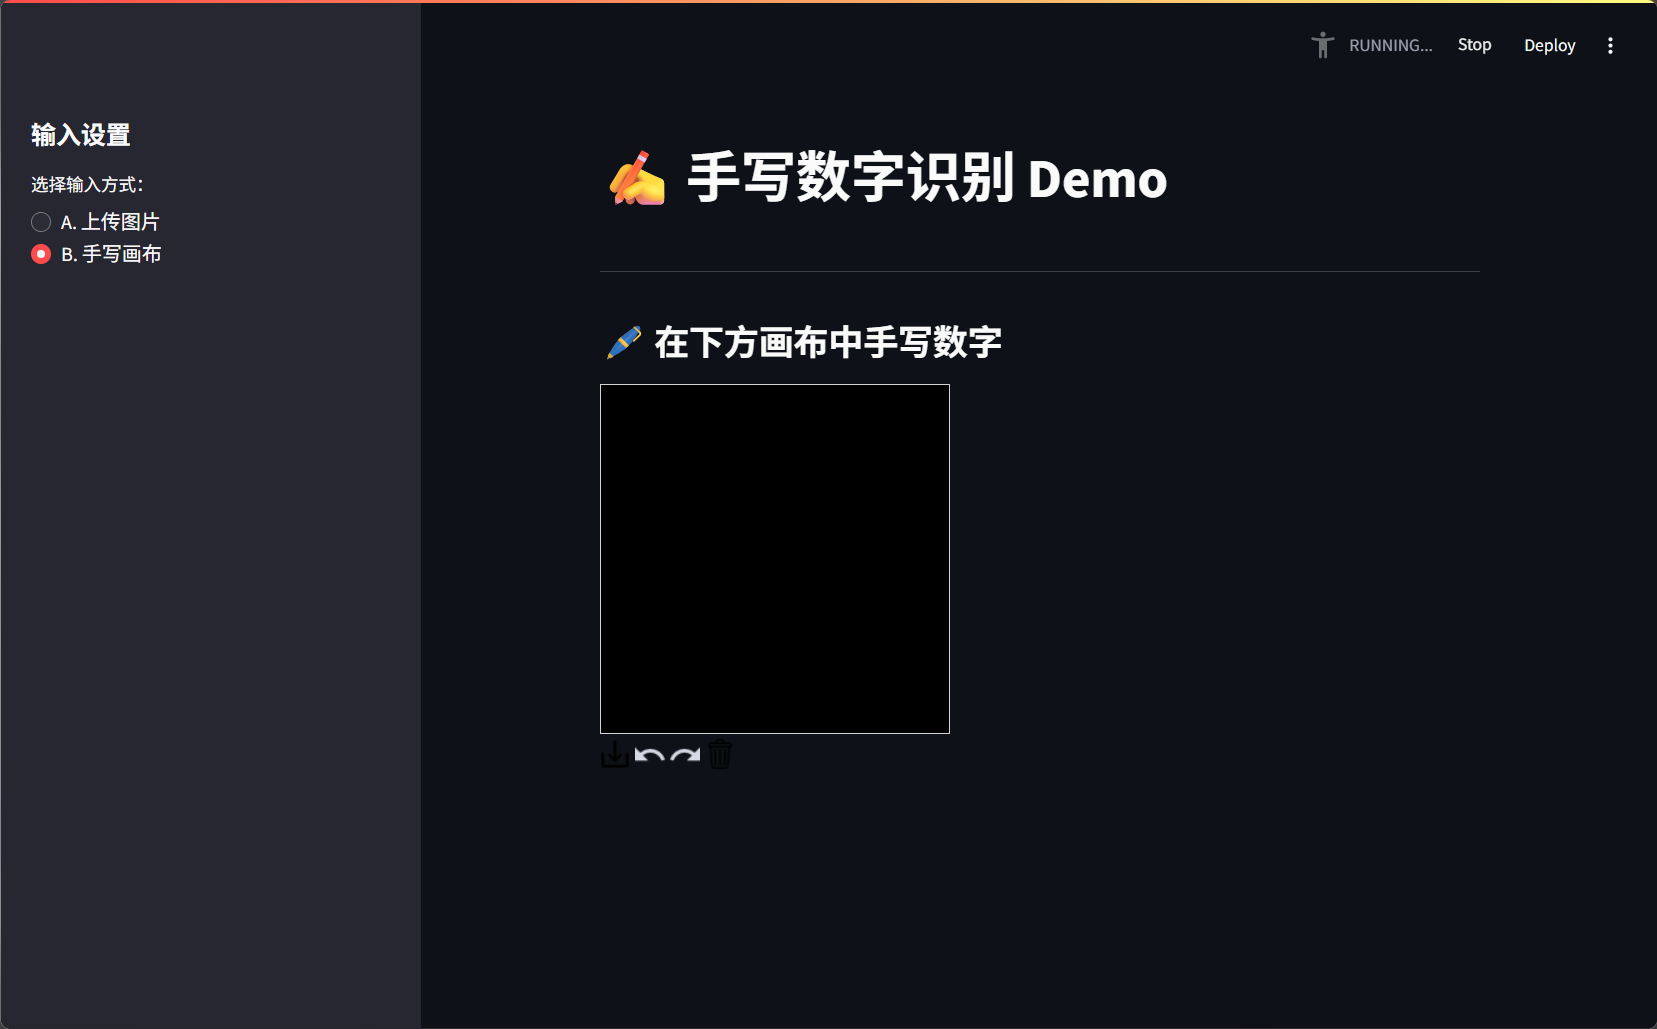 RUNNING...
Stop
Deploy
输入设置
选择输入方式：
A. 上传图片
B. 手写画布
✍️ 手写数字识别 Demo
🖊️ 在下方画布中手写数字